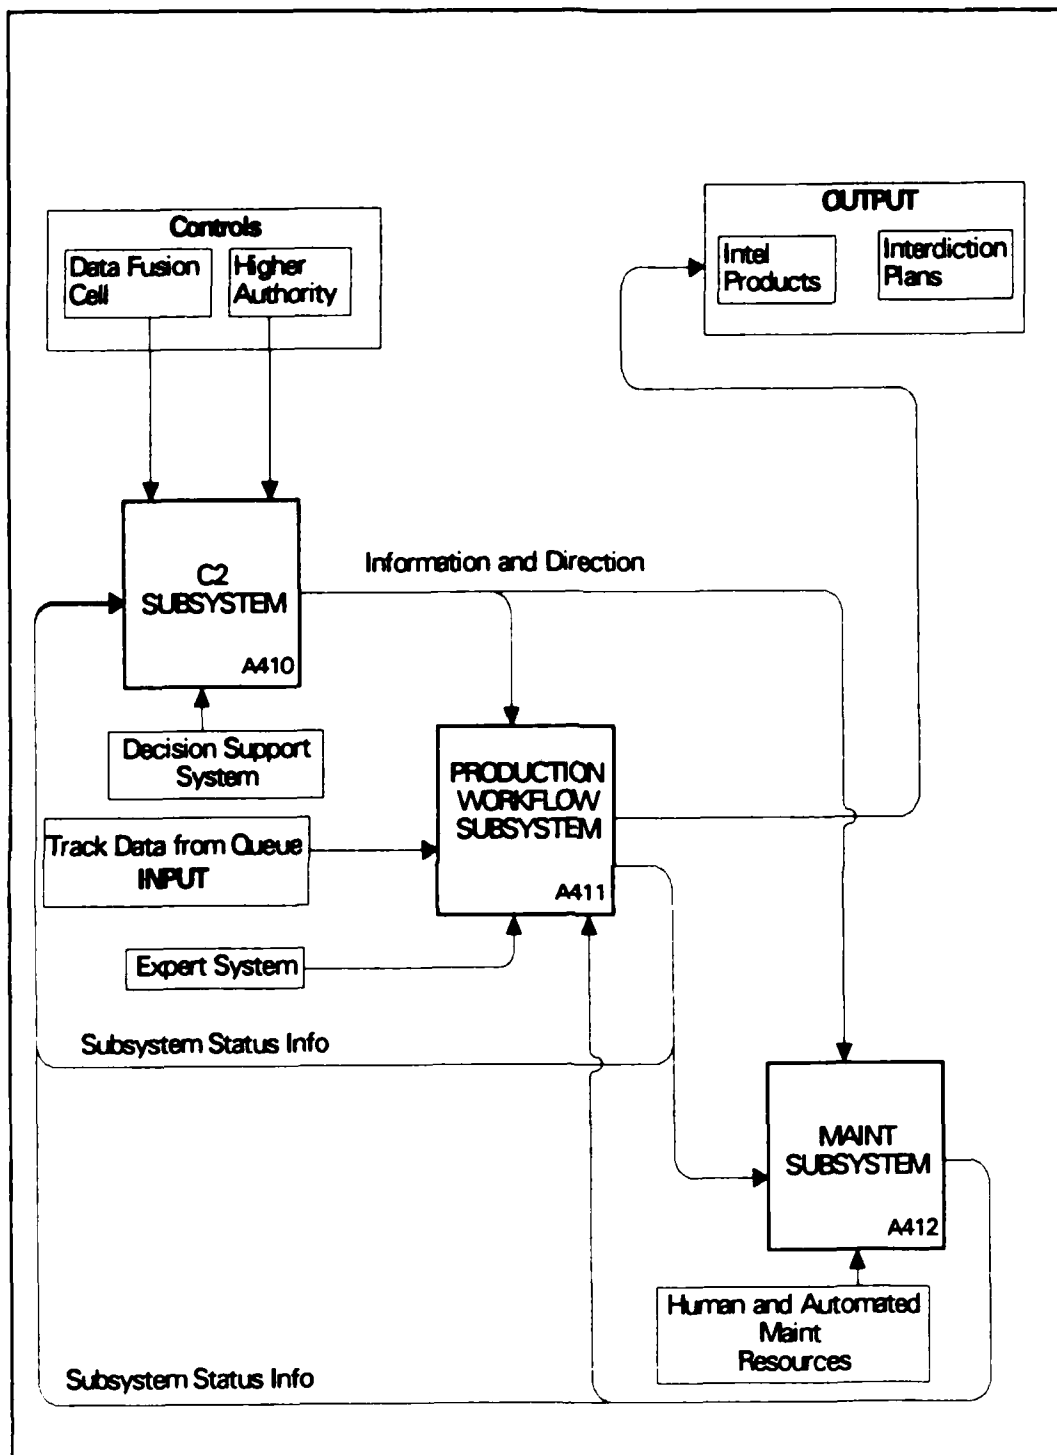 Controls
Data Fusion
Cell
Higher
Authority
OUTPUT
Intel
Products
Interdiction
Plans
C2
SUBSYSTEM
A410
Information and Direction
Decision Support
System
PRODUCTION
WORKFLOW
SUBSYSTEM
A411
Track Data from Queue
INPUT
Expert System
Subsystem Status Info
MAINT
SUBSYSTEM
A412
Human and Automated
Maint
Resources
Subsystem Status Info